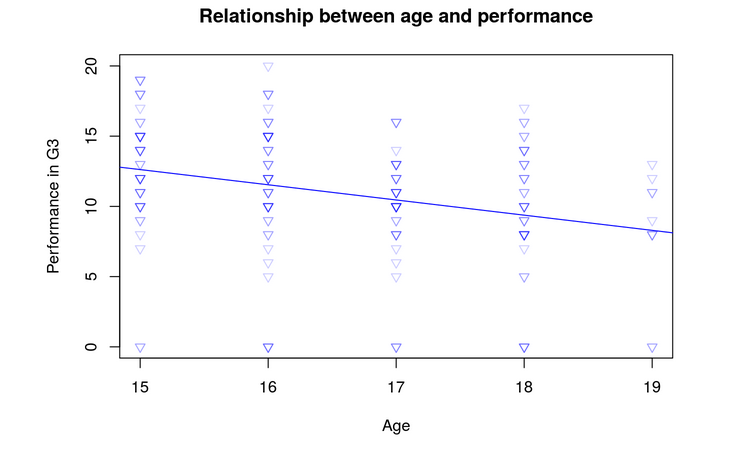 Relationship between age and performance
Performance in G3
20
15
10
5
0
15 16 17 18 19
Age